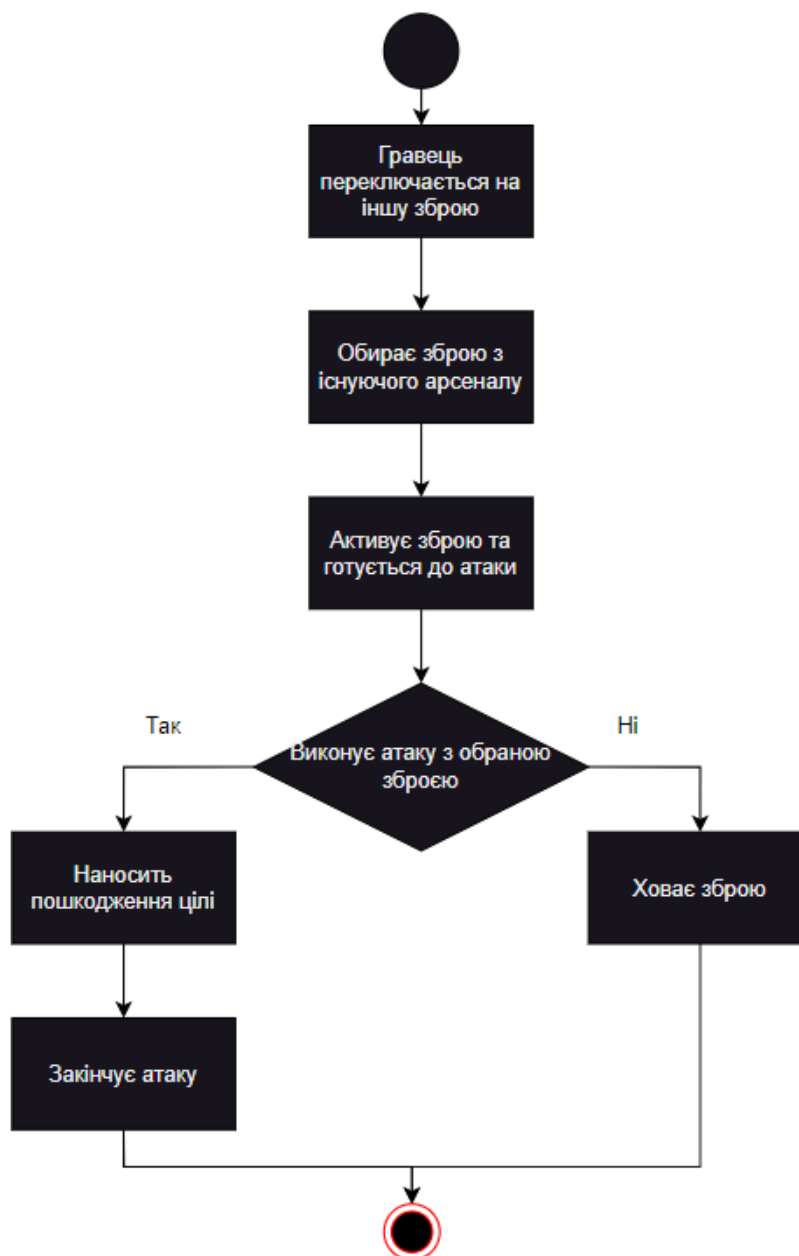 Гравець
переключається на
іншу зброю
Обирає зброю з
існуючого арсеналу
Активує зброю та
готується до атаки
Так
Ні
Виконує атаку з обраною
зброєю
Наносить
пошкодження цілі
Ховає зброю
Закінчує атаку